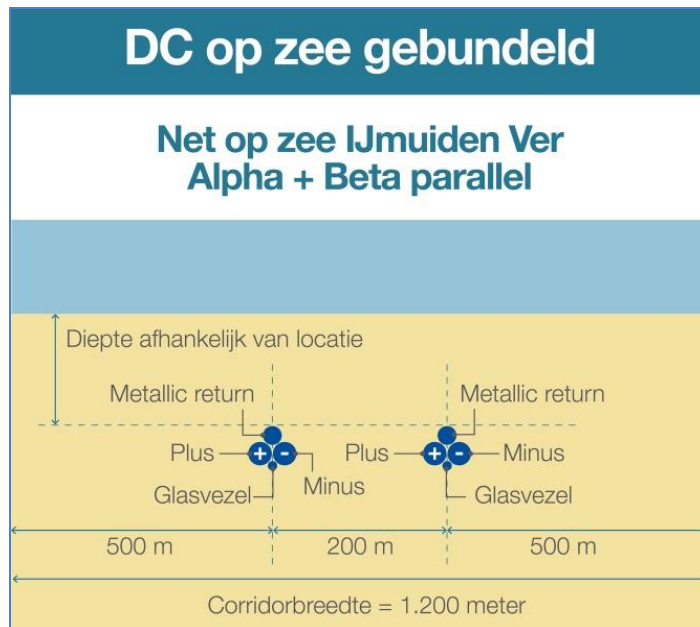 DC op zee gebundeld
Net op zee IJmuiden Ver
Alpha + Beta parallel
Diepte afhankelijk van locatie
Metallic return
Metallic return
Plus
+
-
Minus
Plus
+
-
Minus
Glasvezel
Glasvezel
500 m
200 m
500 m
Corridorbreedte = 1.200 meter